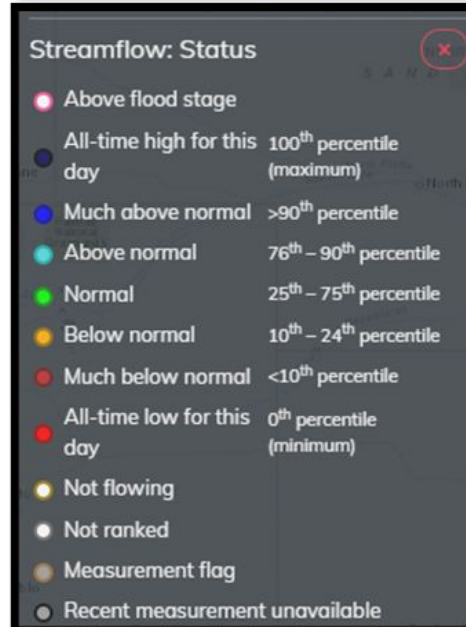 Streamflow: Status
S A N D
Above flood stage
All-time high for this day 100th percentile (maximum)
North
Much above normal >90th percentile
Above normal 76th – 90th percentile
Normal 25th – 75th percentile
Below normal 10th – 24th percentile
Much below normal <10th percentile
All-time low for this day 0th percentile (minimum)
Not flowing
Not ranked
Measurement flag
Recent measurement unavailable